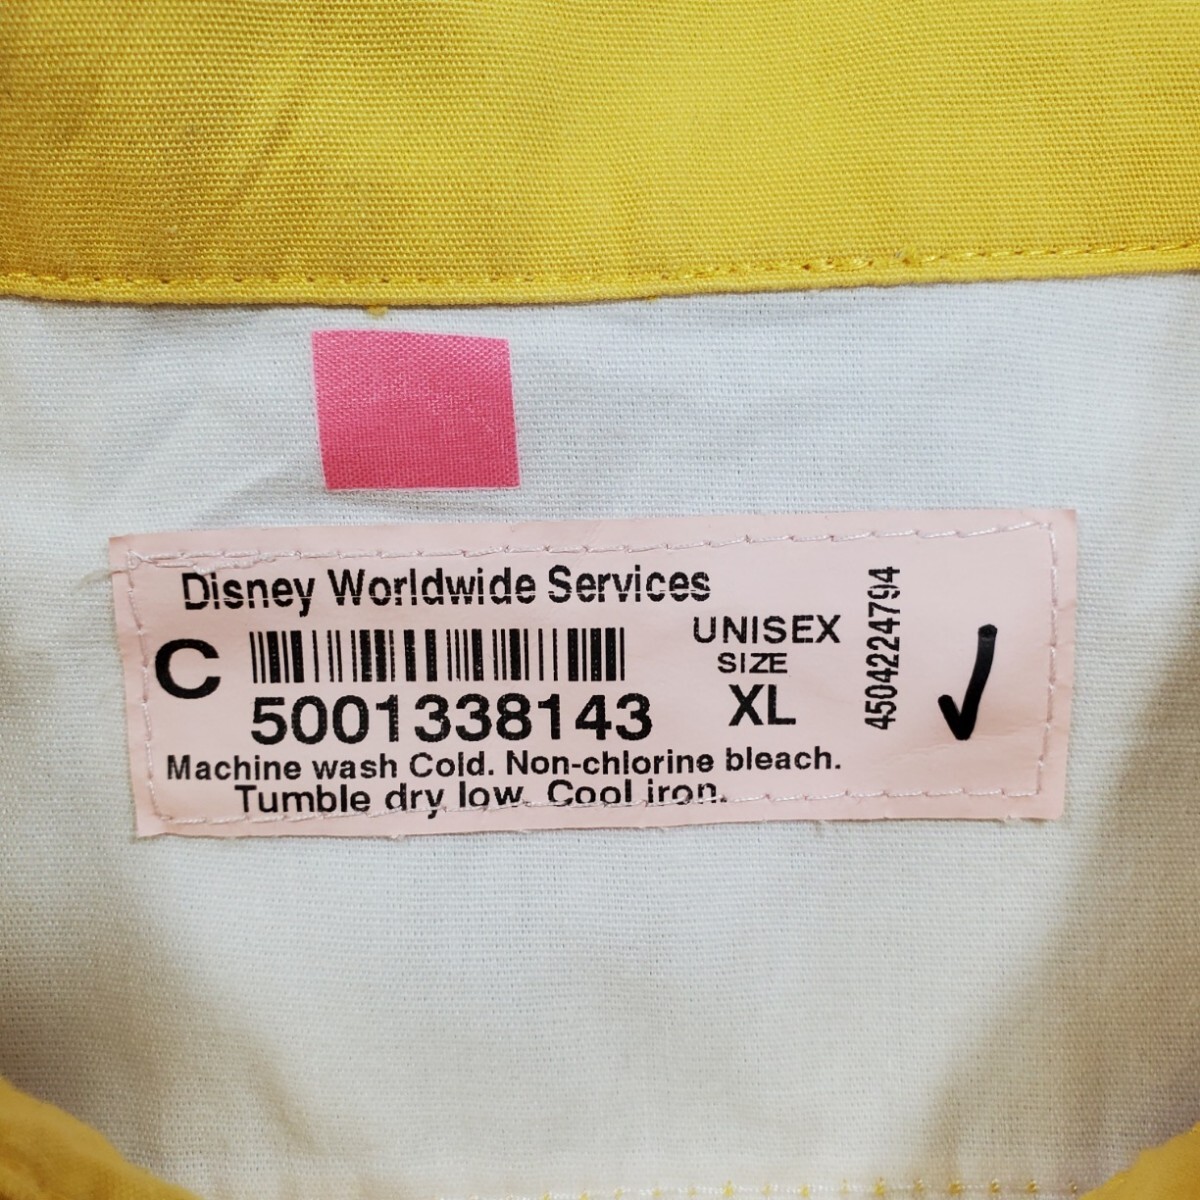 Disney Worldwide Services
C
5001338143
UNISEX
SIZE
XL
4504224794
Machine wash Cold. Non-chlorine bleach.
Tumble dry low. Cool iron.